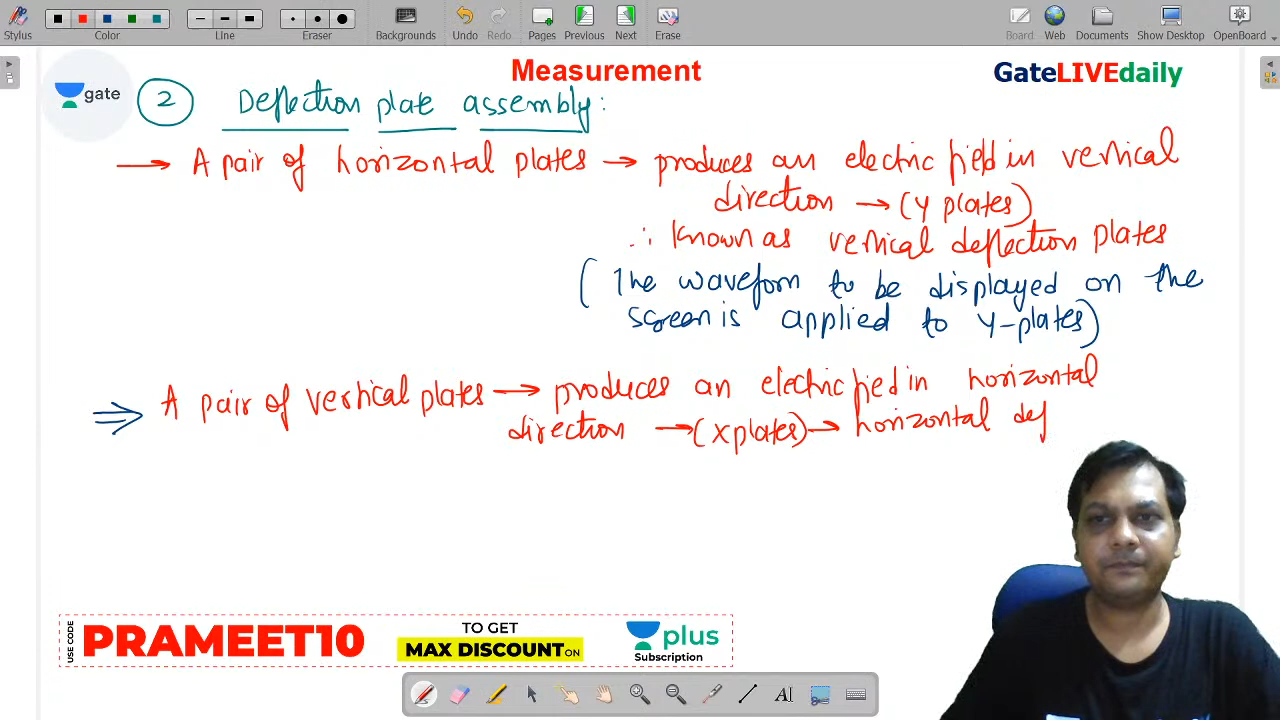 Stylus
Color
Line
Eraser
Backgrounds
Undo
Redo
Pages
Previous
Next
Erase
Board
Web
Documents
Show Desktop
OpenBoard
gate
Measurement
GateLIVEdaily
2 Deflection plate assembly:
→ A pair of horizontal plates → produces an electric field in vertical
direction → (Y plates)
∴ Known as vertical deflection plates
(The waveform to be displayed on the
screen is applied to Y-plates)
⇒ A pair of vertical plates → produces an electric fied in horizontal
direction → (X plates) → horizontal def
USE CODE
PRAMEET10
TO GET
MAX DISCOUNT ON
plus
Subscription